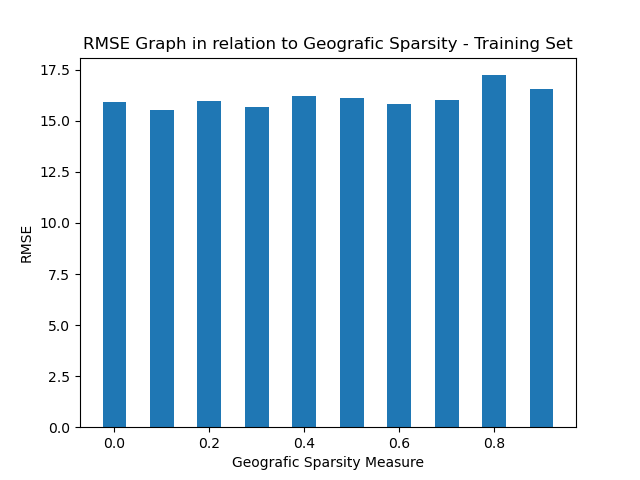 RMSE Graph in relation to Geografic Sparsity - Training Set
17.5
15.0
12.5
10.0
7.5
5.0
2.5
0.0
RMSE
0.0 0.2 0.4 0.6 0.8
Geografic Sparsity Measure